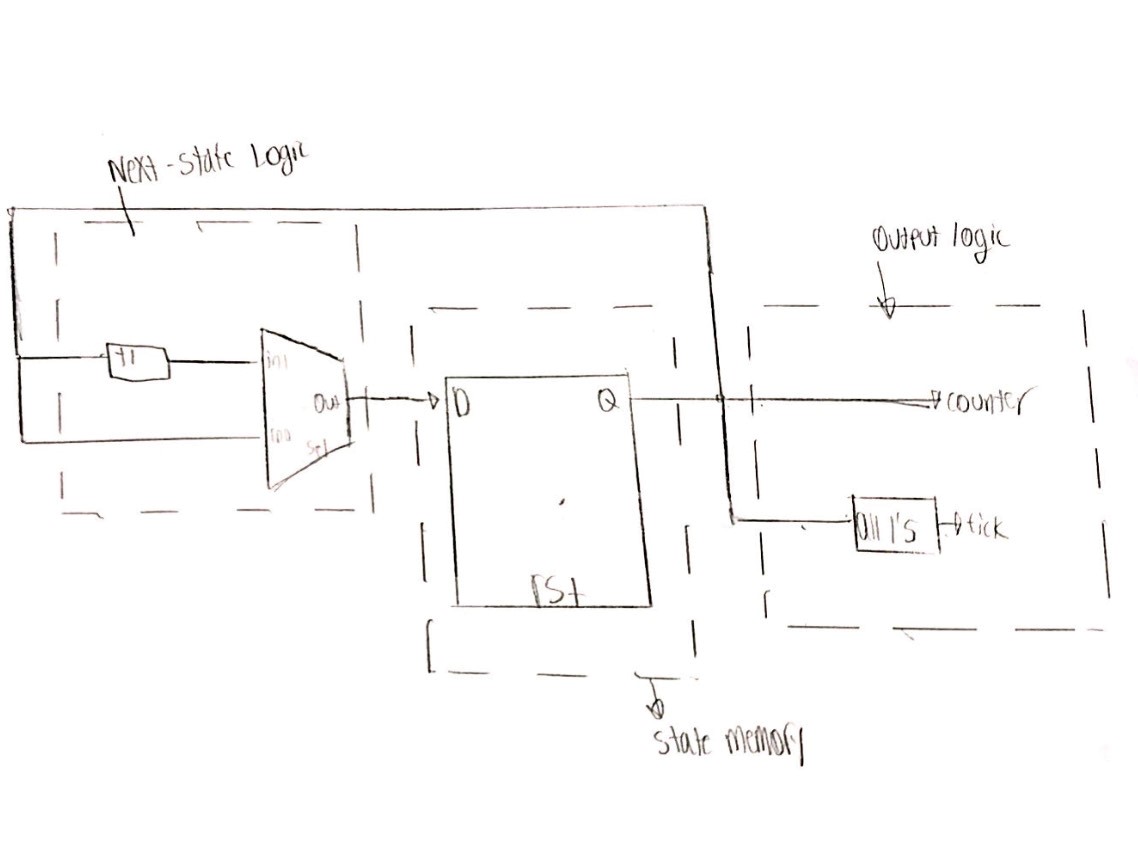 Next-State Logic
Output logic
+1
in1
Out
in0
Sel
D
Q
counter
all 1's
tick
rst
State memory